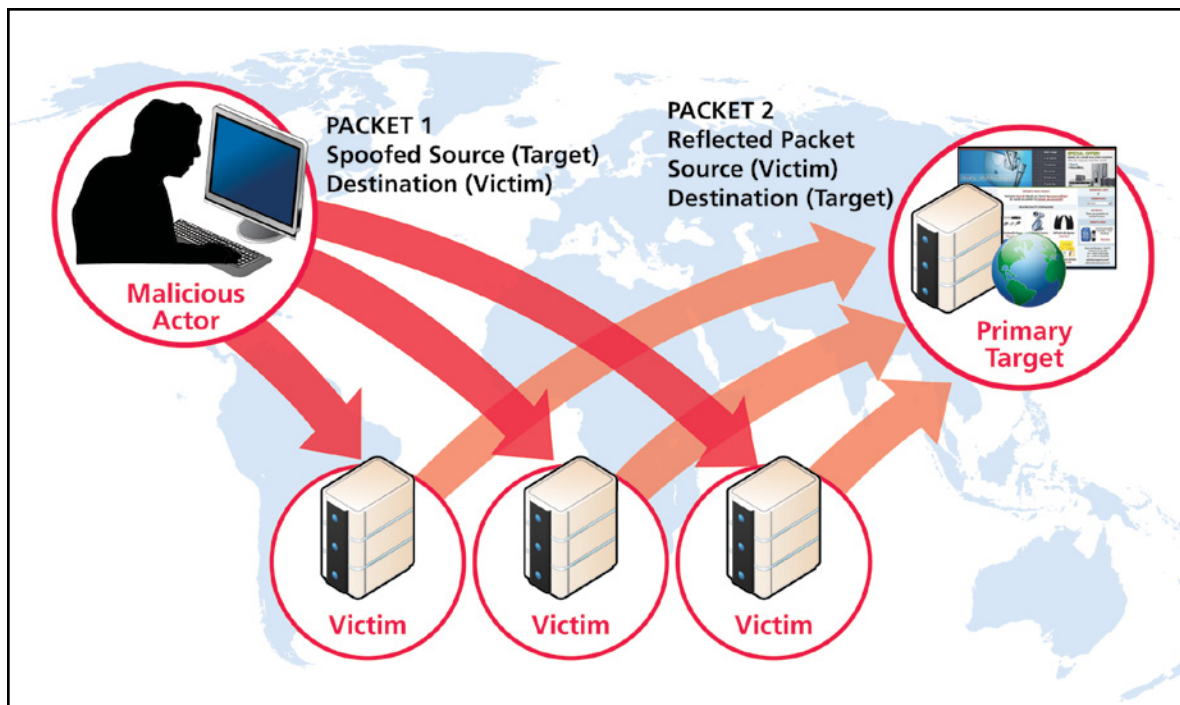 PACKET 1
Spoofed Source (Target)
Destination (Victim)
PACKET 2
Reflected Packet
Source (Victim)
Destination (Target)
Malicious
Actor
Primary
Target
Victim
Victim
Victim